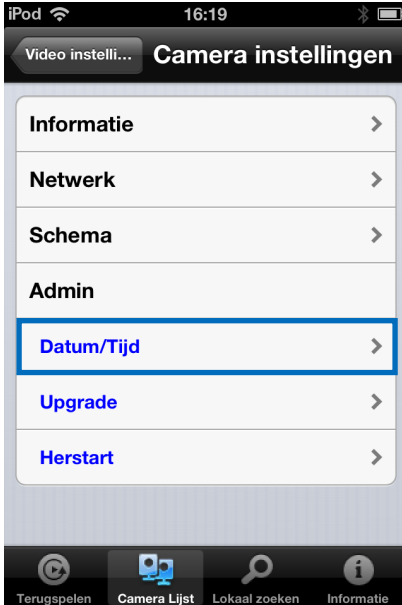 iPod 16:19
Video instelli... Camera instellingen
Informatie
Netwerk
Schema
Admin
Datum/Tijd
Upgrade
Herstart
Terugspelen Camera Lijst Lokaal zoeken Informatie